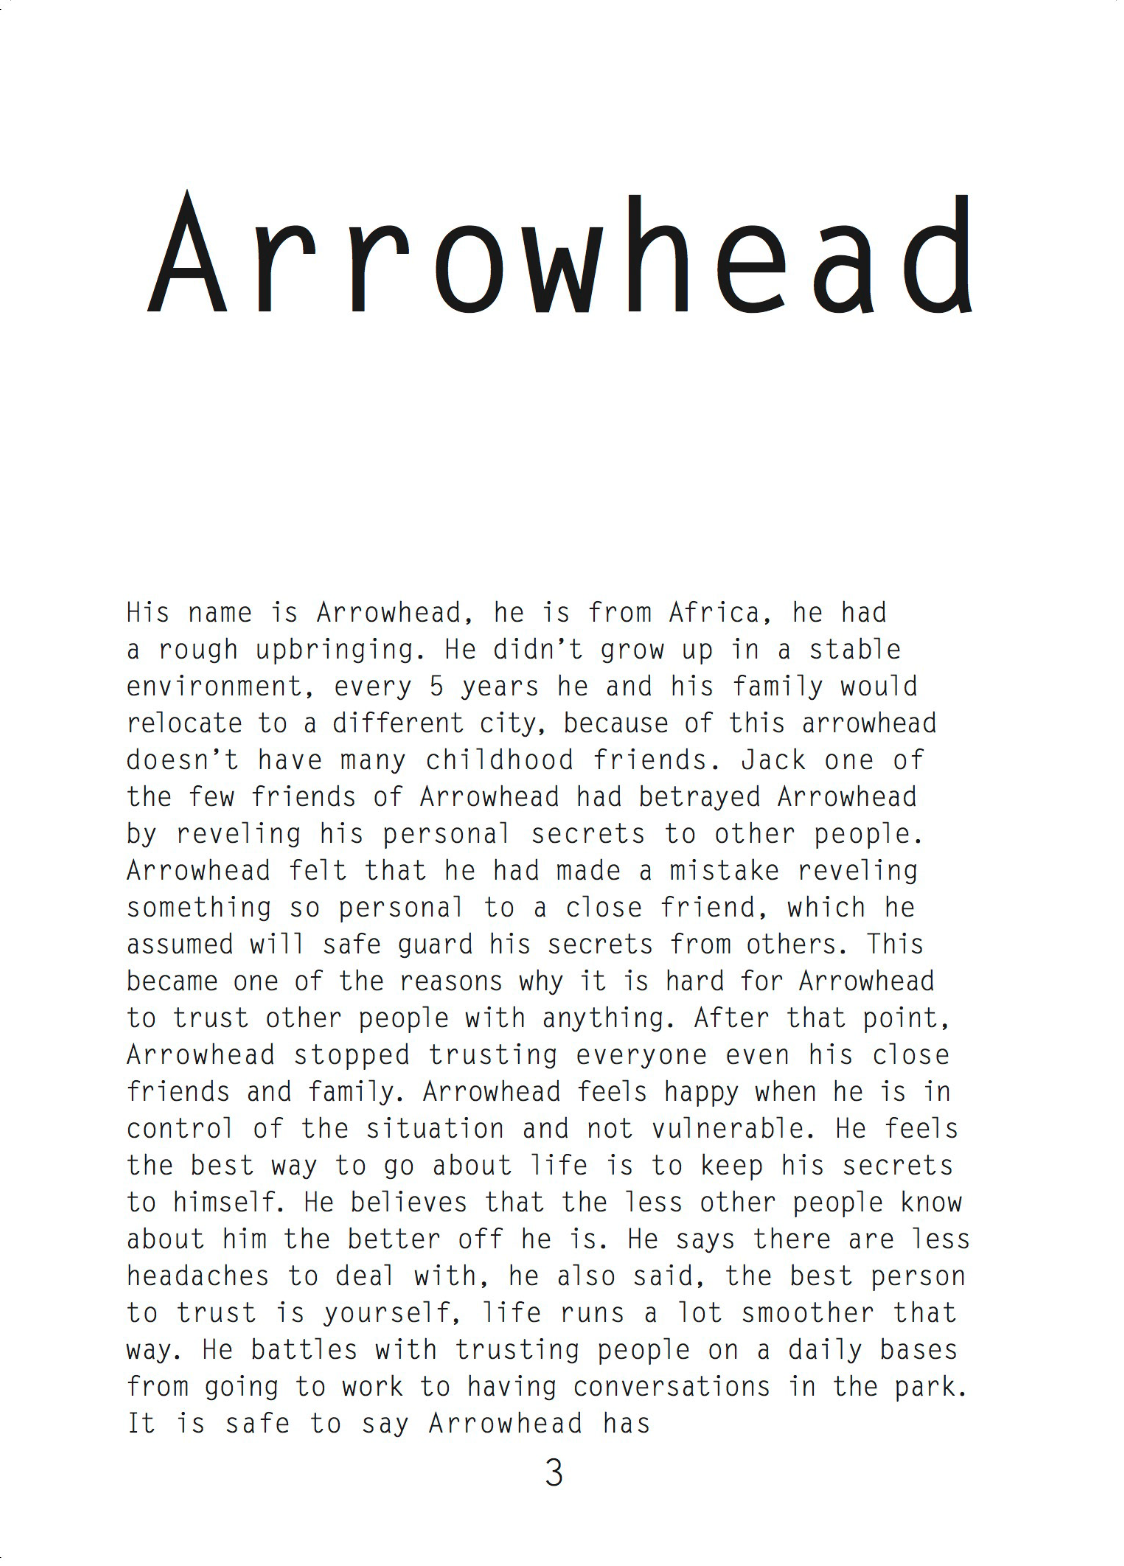 Arrowhead
His name is Arrowhead, he is from Africa, he had
a rough upbringing. He didn’t grow up in a stable
environment, every 5 years he and his family would
relocate to a different city, because of this arrowhead
doesn’t have many childhood friends. Jack one of
the few friends of Arrowhead had betrayed Arrowhead
by reveling his personal secrets to other people.
Arrowhead felt that he had made a mistake reveling
something so personal to a close friend, which he
assumed will safe guard his secrets from others. This
became one of the reasons why it is hard for Arrowhead
to trust other people with anything. After that point,
Arrowhead stopped trusting everyone even his close
friends and family. Arrowhead feels happy when he is in
control of the situation and not vulnerable. He feels
the best way to go about life is to keep his secrets
to himself. He believes that the less other people know
about him the better off he is. He says there are less
headaches to deal with, he also said, the best person
to trust is yourself, life runs a lot smoother that
way. He battles with trusting people on a daily bases
from going to work to having conversations in the park.
It is safe to say Arrowhead has
3